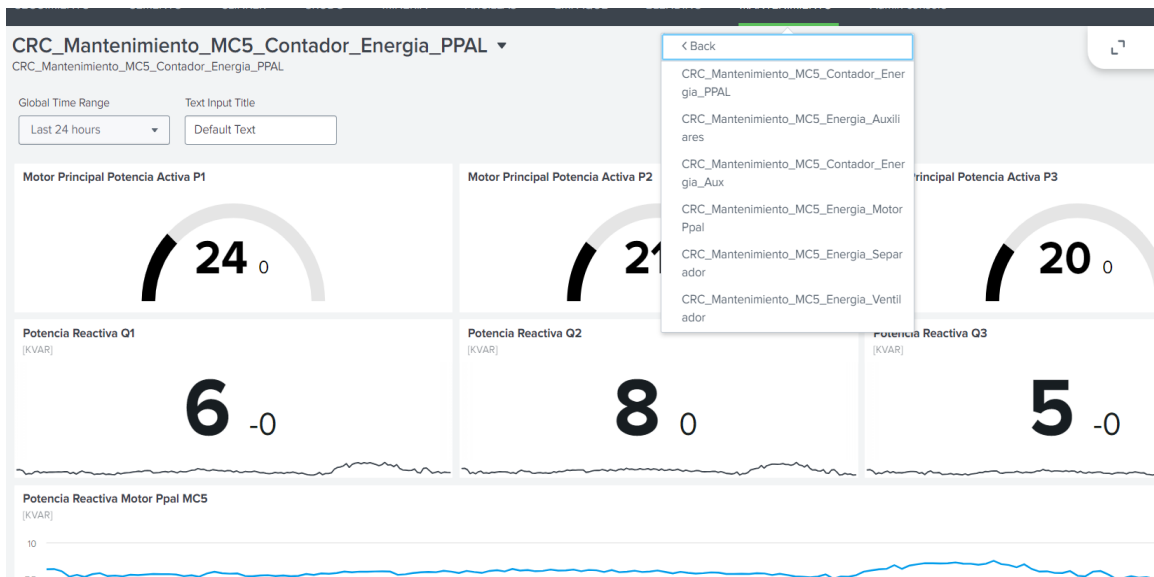 CRC_Mantenimiento_MC5_Contador_Energia_PPAL
CRC_Mantenimiento_MC5_Contador_Energia_PPAL
< Back
CRC_Mantenimiento_MC5_Contador_Ener
gia_PPAL
CRC_Mantenimiento_MC5_Energia_Auxili
ares
CRC_Mantenimiento_MC5_Contador_Ener
gia_Aux
CRC_Mantenimiento_MC5_Energia_Motor
Ppal
CRC_Mantenimiento_MC5_Energia_Separ
ador
CRC_Mantenimiento_MC5_Energia_Ventil
ador
Global Time Range
Text Input Title
Last 24 hours
Default Text
Motor Principal Potencia Activa P1
Motor Principal Potencia Activa P2
Principal Potencia Activa P3
24 0
21
20 0
Potencia Reactiva Q1
Potencia Reactiva Q2
Potencia Reactiva Q3
[KVAR]
[KVAR]
[KVAR]
6 -0
8 0
5 -0
Potencia Reactiva Motor Ppal MC5
[KVAR]
10